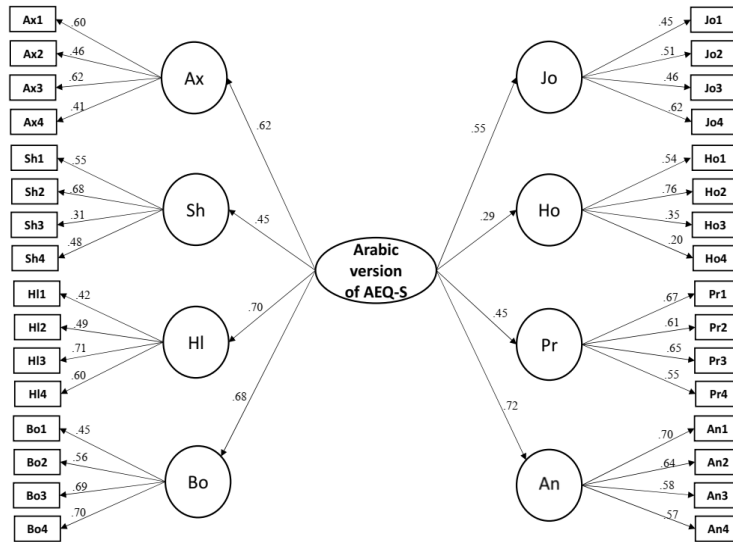 Ax1
.60
Ax2
.46
Ax3
.62
Ax4
.41
Ax
.62
Sh1
.55
Sh2
.68
Sh3
.31
Sh4
.48
Sh
.45
Hl1
.42
Hl2
.49
Hl3
.71
Hl4
.60
Hl
.70
Bo1
.45
Bo2
.56
Bo3
.69
Bo4
.70
Bo
.68
Arabic
version
of AEQ-S
.55
Jo
.45
Jo1
.51
Jo2
.46
Jo3
.62
Jo4
.29
Ho
.54
Ho1
.76
Ho2
.35
Ho3
.20
Ho4
.45
Pr
.67
Pr1
.61
Pr2
.65
Pr3
.55
Pr4
.72
An
.70
An1
.64
An2
.58
An3
.57
An4